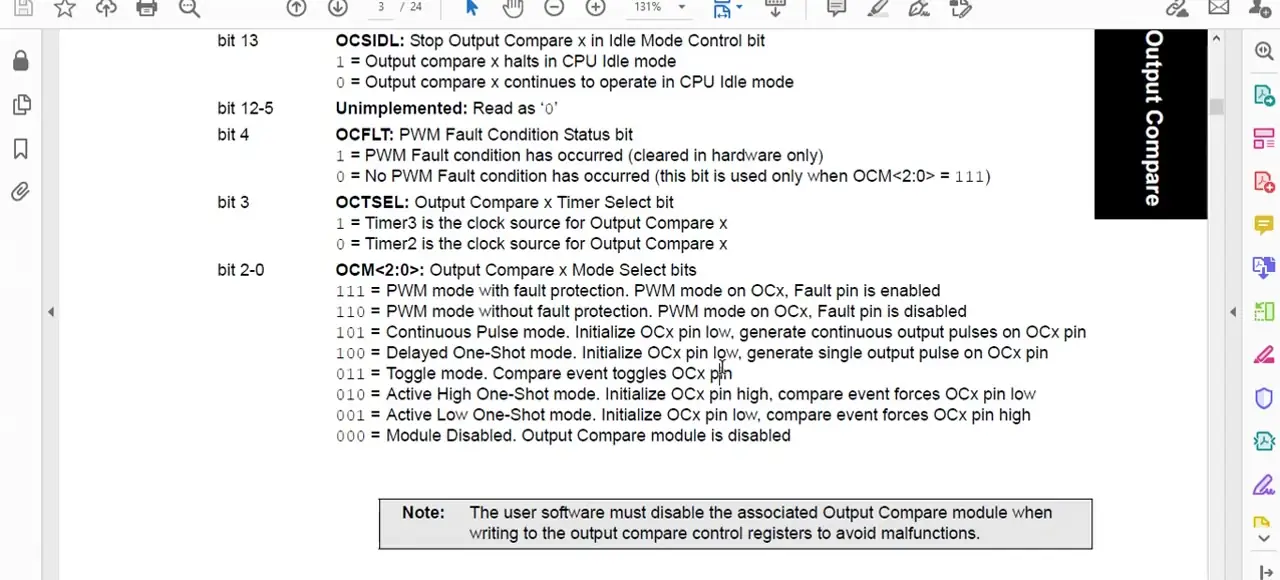 3 / 24
131%
bit 13 OCSIDL: Stop Output Compare x in Idle Mode Control bit
1 = Output compare x halts in CPU Idle mode
0 = Output compare x continues to operate in CPU Idle mode
bit 12-5 Unimplemented: Read as ‘0’
bit 4 OCFLT: PWM Fault Condition Status bit
1 = PWM Fault condition has occurred (cleared in hardware only)
0 = No PWM Fault condition has occurred (this bit is used only when OCM<2:0> = 111)
bit 3 OCTSEL: Output Compare x Timer Select bit
1 = Timer3 is the clock source for Output Compare x
0 = Timer2 is the clock source for Output Compare x
bit 2-0 OCM<2:0>: Output Compare x Mode Select bits
111 = PWM mode with fault protection. PWM mode on OCx, Fault pin is enabled
110 = PWM mode without fault protection. PWM mode on OCx, Fault pin is disabled
101 = Continuous Pulse mode. Initialize OCx pin low, generate continuous output pulses on OCx pin
100 = Delayed One-Shot mode. Initialize OCx pin low, generate single output pulse on OCx pin
011 = Toggle mode. Compare event toggles OCx pin
010 = Active High One-Shot mode. Initialize OCx pin high, compare event forces OCx pin low
001 = Active Low One-Shot mode. Initialize OCx pin low, compare event forces OCx pin high
000 = Module Disabled. Output Compare module is disabled
Note: The user software must disable the associated Output Compare module when
writing to the output compare control registers to avoid malfunctions.
Output Compare